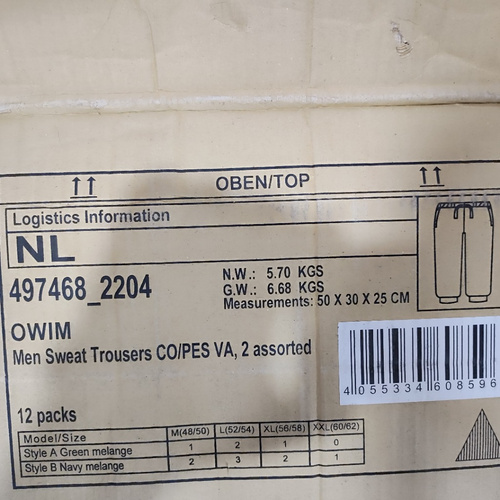 OBEN/TOP
Logistics Information
NL
497468_2204
N.W.: 5.70 KGS
G.W.: 6.68 KGS
Measurements: 50 X 30 X 25 CM
OWIM
Men Sweat Trousers CO/PES VA, 2 assorted
4 055334 608596
12 packs
Model/Size M(48/50) L(52/54) XL(56/58) XXL(60/62)
Style A Green melange 1 2 1 0
Style B Navy melange 2 3 2 1